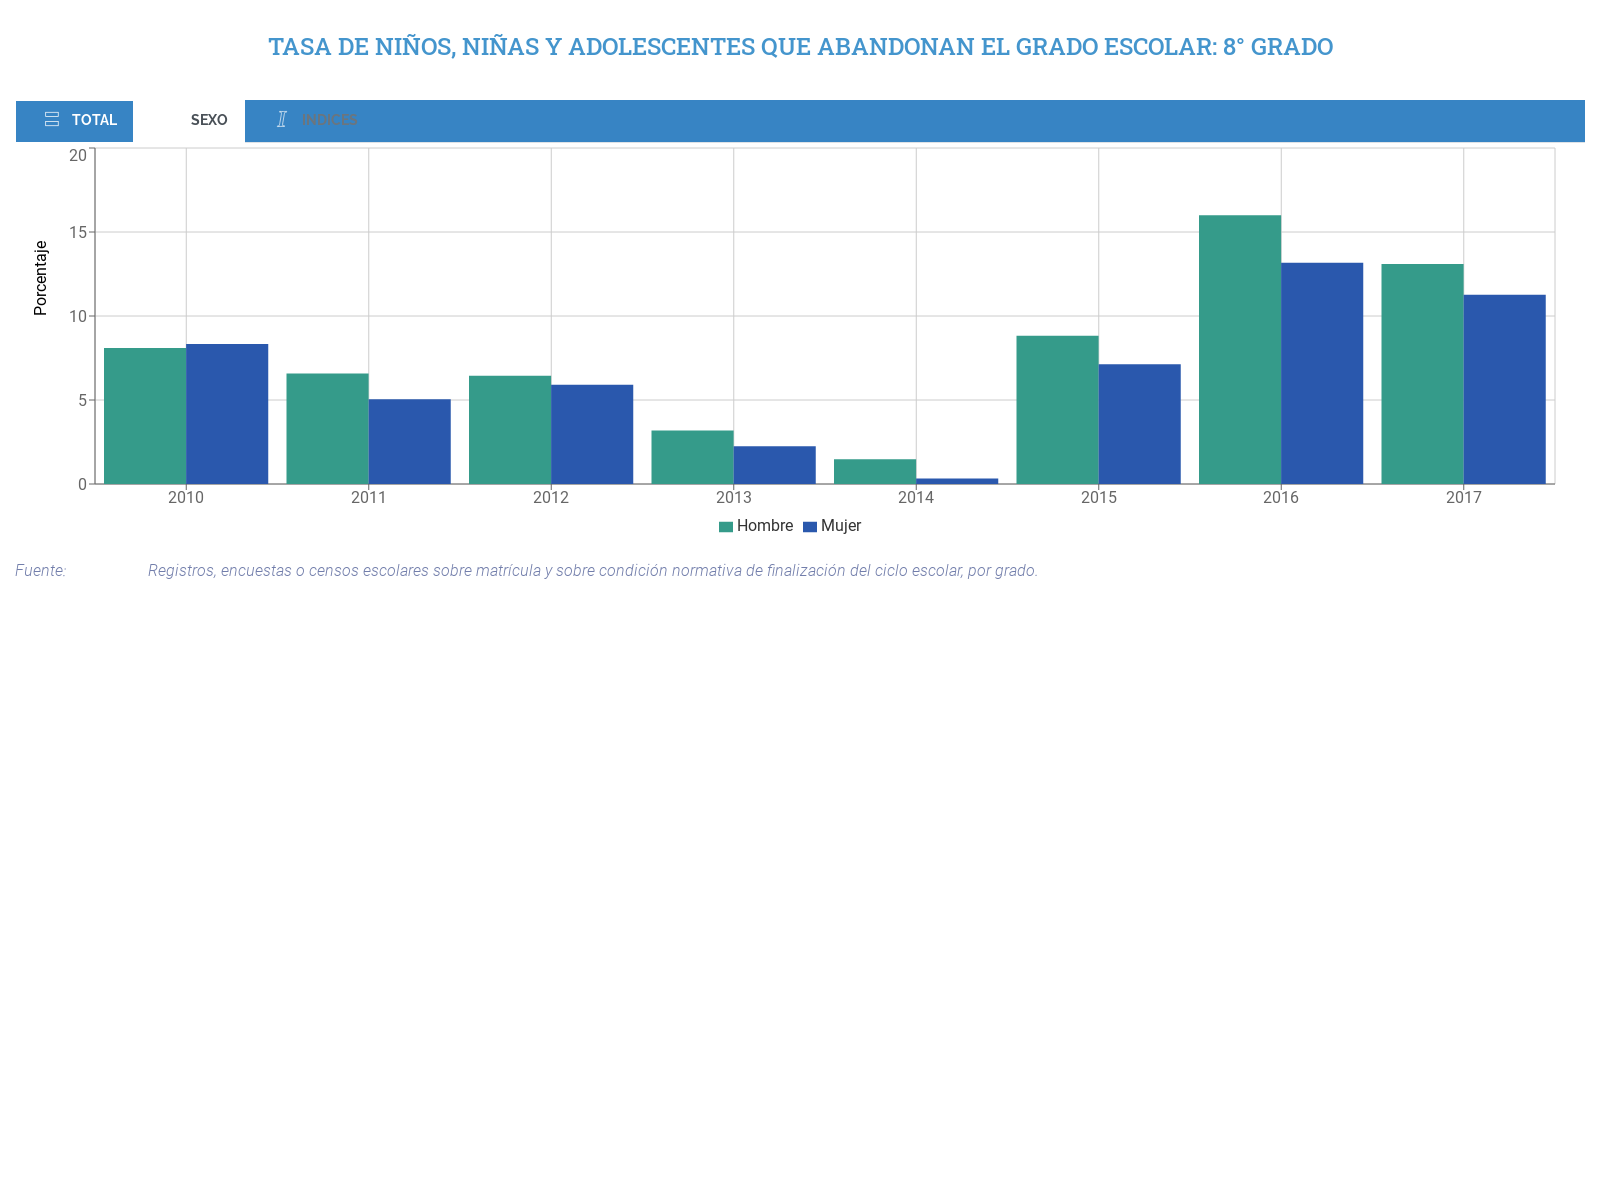 TASA DE NIÑOS, NIÑAS Y ADOLESCENTES QUE ABANDONAN EL GRADO ESCOLAR: 8° GRADO
TOTAL SEXO INDICES
Porcentaje
20
15
10
5
0
2010 2011 2012 2013 2014 2015 2016 2017
Hombre Mujer
Fuente: Registros, encuestas o censos escolares sobre matrícula y sobre condición normativa de finalización del ciclo escolar, por grado.